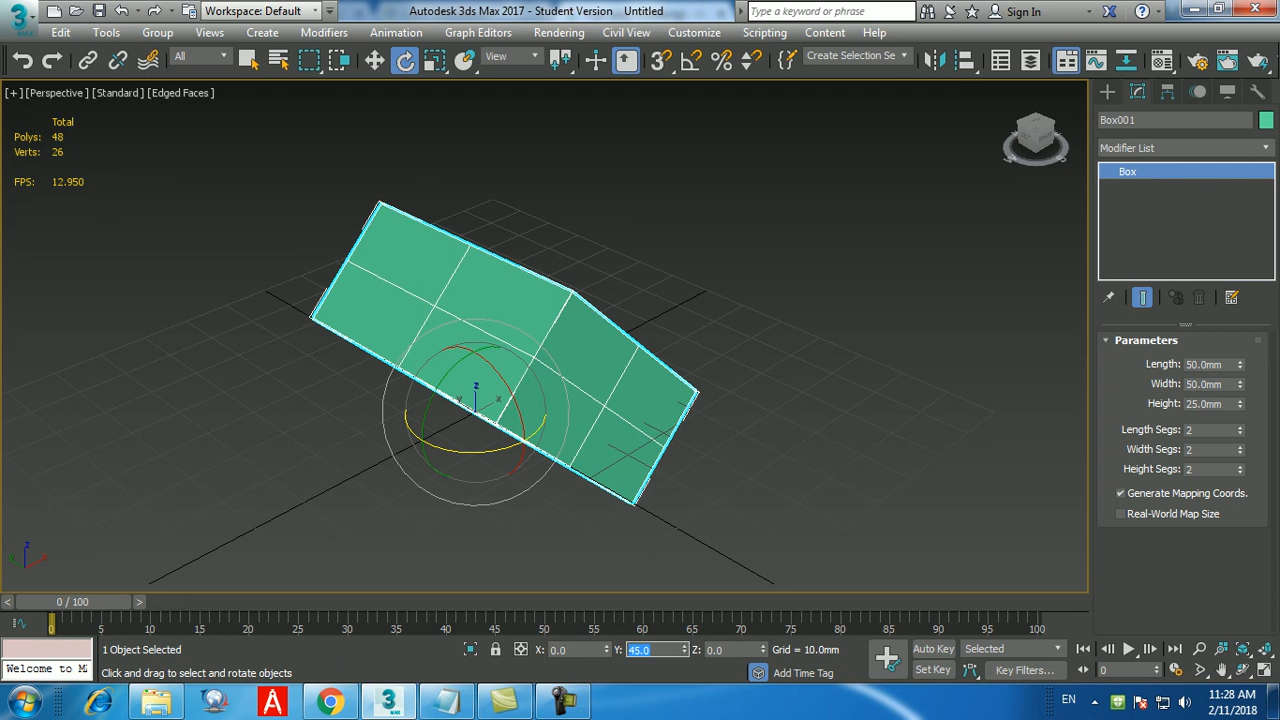 3 MAX Workspace: Default Autodesk 3ds Max 2017 - Student Version Untitled Type a keyword or phrase Sign In
Edit Tools Group Views Create Modifiers Animation Graph Editors Rendering Civil View Customize Scripting Content Help
All View Create Selection Se
[+] [Perspective] [Standard] [Edged Faces]
Total
Polys: 48
Verts: 26
FPS: 12.950
Box001
Modifier List
Box
Parameters
Length: 50.0mm
Width: 50.0mm
Height: 25.0mm
Length Segs: 2
Width Segs: 2
Height Segs: 2
Generate Mapping Coords.
Real-World Map Size
z
y x
z
y x
< 0 / 100 >
0 5 10 15 20 25 30 35 40 45 50 55 60 65 70 75 80 85 90 95 100
1 Object Selected X: 0.0 Y: 45.0 Z: 0.0 Grid = 10.0mm Auto Key Selected
Welcome to M Click and drag to select and rotate objects Add Time Tag Set Key Key Filters... 0
EN 11:28 AM
2/11/2018